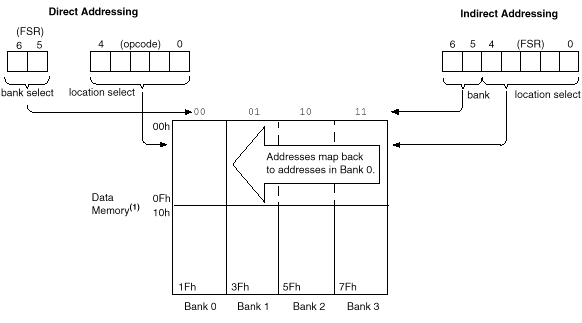 Direct Addressing
Indirect Addressing
(FSR)
6 5
4 (opcode) 0
6 5 4 (FSR) 0
bank select
location select
bank
location select
00 01 10 11
00h
Addresses map back
to addresses in Bank 0.
Data
Memory(1)
0Fh
10h
1Fh
3Fh
5Fh
7Fh
Bank 0 Bank 1 Bank 2 Bank 3